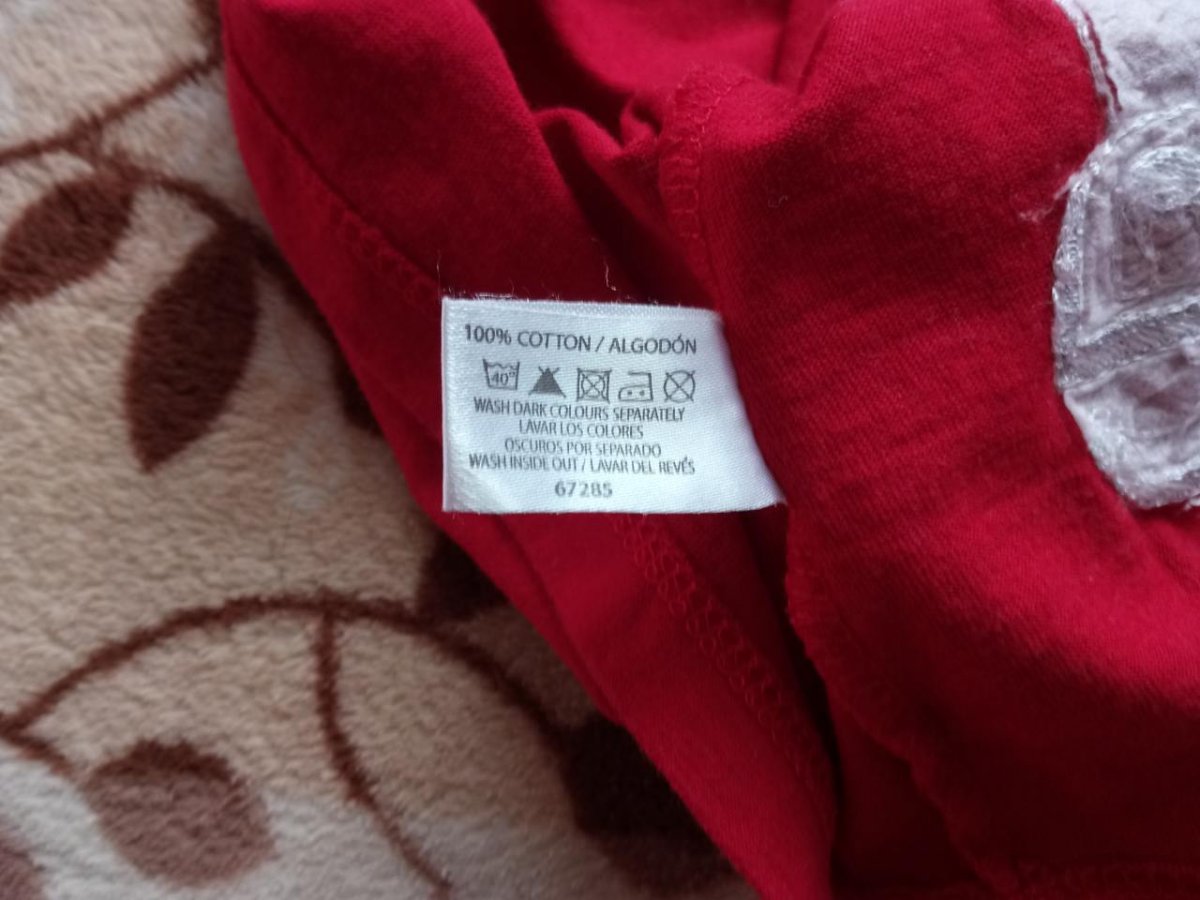 100% COTTON / ALGODÓN
40°
WASH DARK COLOURS SEPARATELY
LAVAR LOS COLORES
OSCUROS POR SEPARADO
WASH INSIDE OUT / LAVAR DEL REVÉS
67285